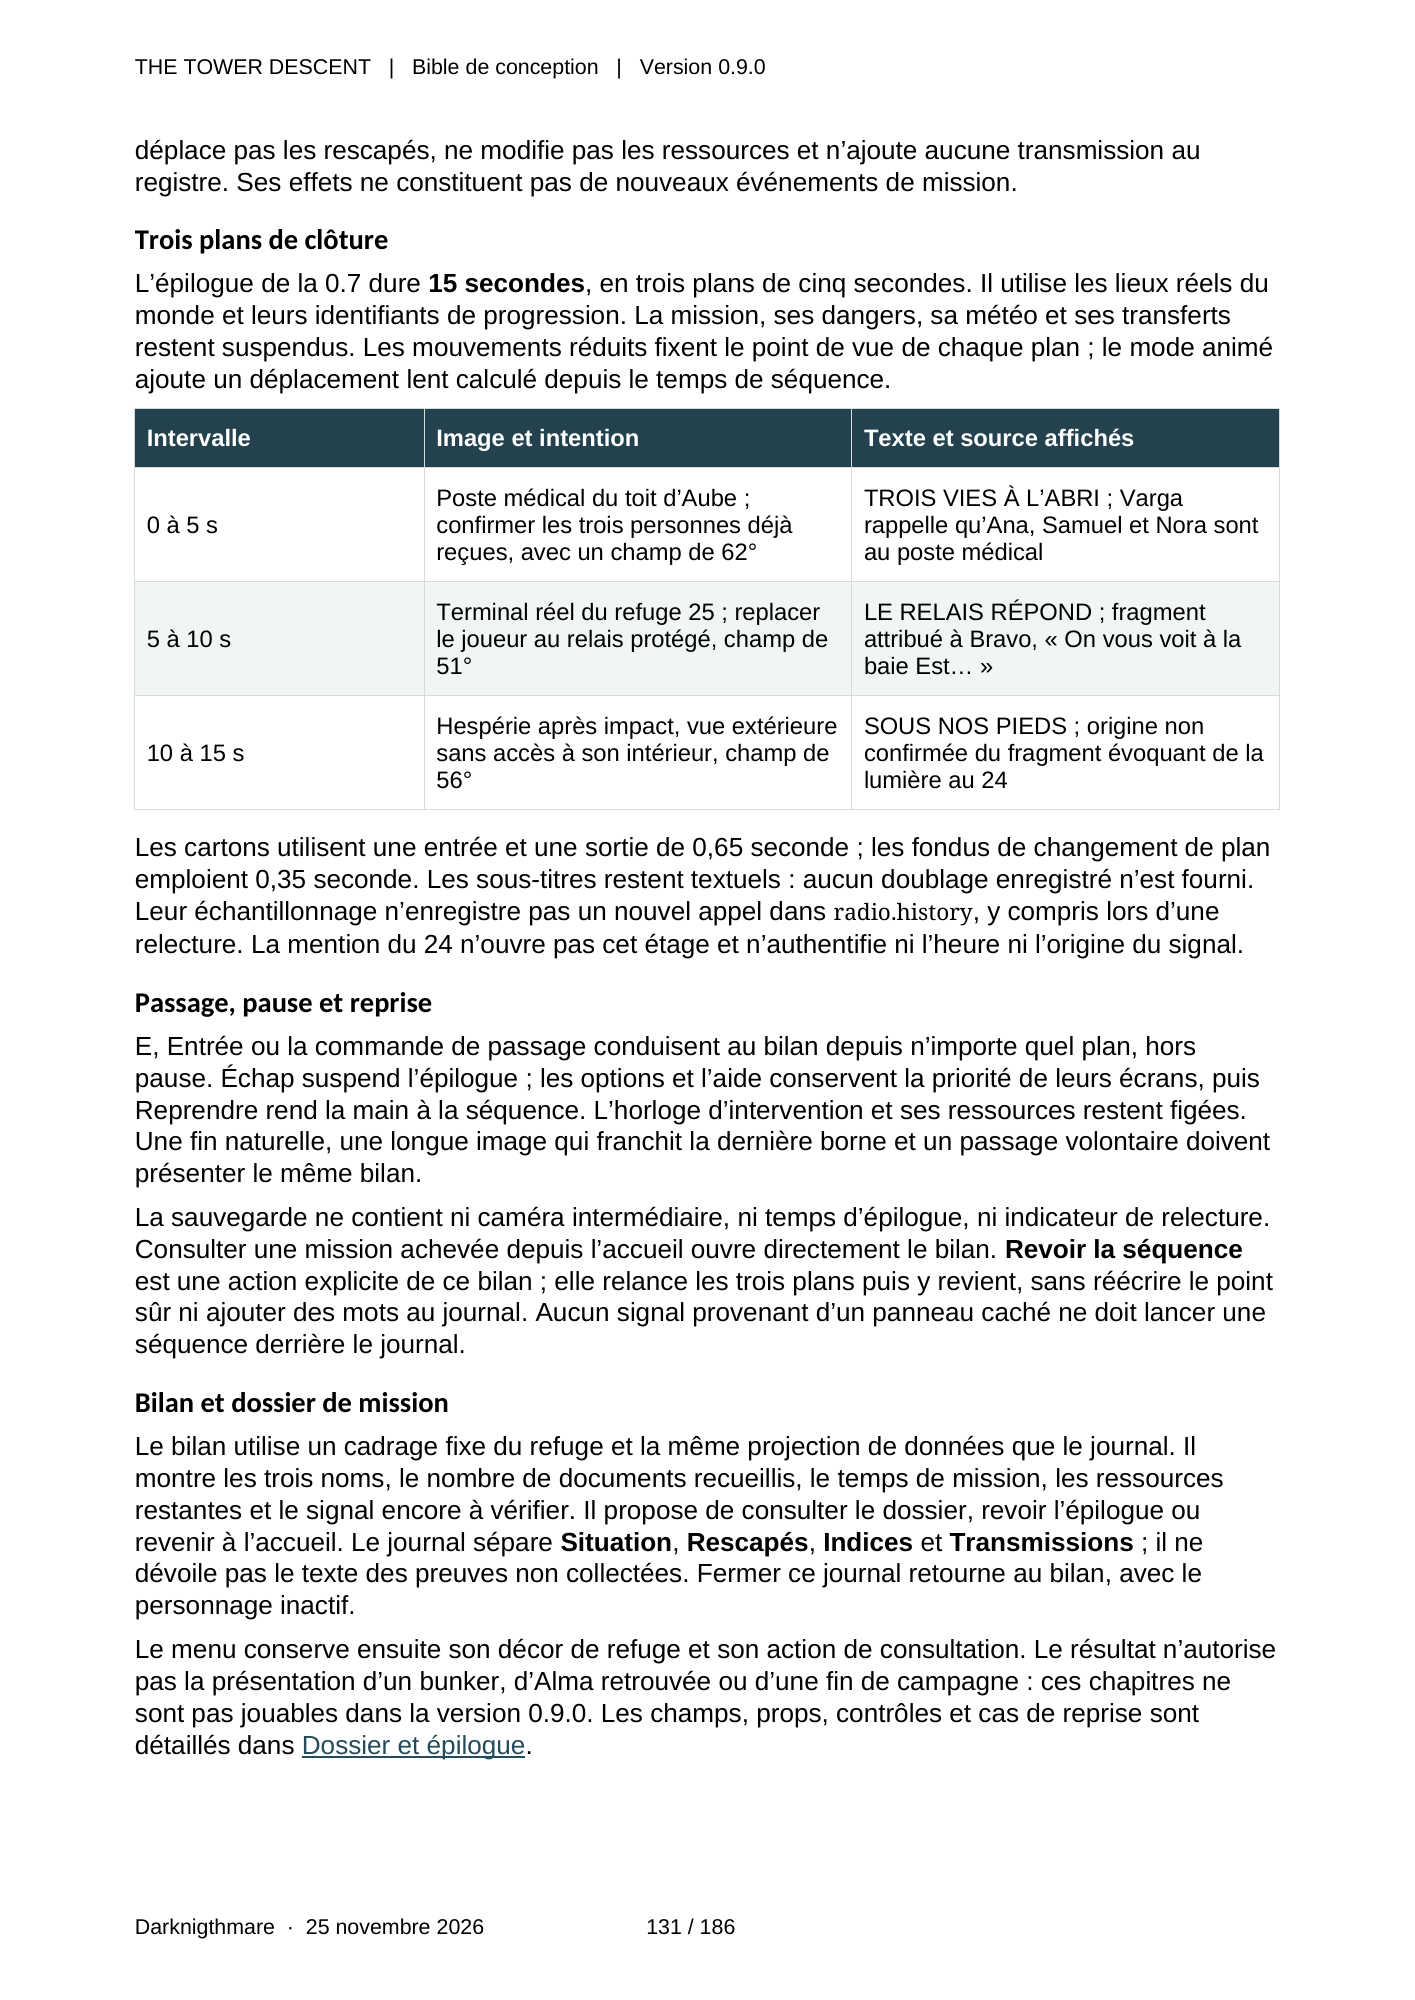 THE TOWER DESCENT | Bible de conception | Version 0.9.0
déplace pas les rescapés, ne modifie pas les ressources et n’ajoute aucune transmission au
registre. Ses effets ne constituent pas de nouveaux événements de mission.
Trois plans de clôture
L’épilogue de la 0.7 dure 15 secondes, en trois plans de cinq secondes. Il utilise les lieux réels du
monde et leurs identifiants de progression. La mission, ses dangers, sa météo et ses transferts
restent suspendus. Les mouvements réduits fixent le point de vue de chaque plan ; le mode animé
ajoute un déplacement lent calculé depuis le temps de séquence.
Intervalle
Image et intention
Texte et source affichés
0 à 5 s
Poste médical du toit d’Aube ;
confirmer les trois personnes déjà
reçues, avec un champ de 62°
TROIS VIES À L’ABRI ; Varga
rappelle qu’Ana, Samuel et Nora sont
au poste médical
5 à 10 s
Terminal réel du refuge 25 ; replacer
le joueur au relais protégé, champ de
51°
LE RELAIS RÉPOND ; fragment
attribué à Bravo, « On vous voit à la
baie Est… »
10 à 15 s
Hespérie après impact, vue extérieure
sans accès à son intérieur, champ de
56°
SOUS NOS PIEDS ; origine non
confirmée du fragment évoquant de la
lumière au 24
Les cartons utilisent une entrée et une sortie de 0,65 seconde ; les fondus de changement de plan
emploient 0,35 seconde. Les sous-titres restent textuels : aucun doublage enregistré n’est fourni.
Leur échantillonnage n’enregistre pas un nouvel appel dans radio.history, y compris lors d’une
relecture. La mention du 24 n’ouvre pas cet étage et n’authentifie ni l’heure ni l’origine du signal.
Passage, pause et reprise
E, Entrée ou la commande de passage conduisent au bilan depuis n’importe quel plan, hors
pause. Échap suspend l’épilogue ; les options et l’aide conservent la priorité de leurs écrans, puis
Reprendre rend la main à la séquence. L’horloge d’intervention et ses ressources restent figées.
Une fin naturelle, une longue image qui franchit la dernière borne et un passage volontaire doivent
présenter le même bilan.
La sauvegarde ne contient ni caméra intermédiaire, ni temps d’épilogue, ni indicateur de relecture.
Consulter une mission achevée depuis l’accueil ouvre directement le bilan. Revoir la séquence
est une action explicite de ce bilan ; elle relance les trois plans puis y revient, sans réécrire le point
sûr ni ajouter des mots au journal. Aucun signal provenant d’un panneau caché ne doit lancer une
séquence derrière le journal.
Bilan et dossier de mission
Le bilan utilise un cadrage fixe du refuge et la même projection de données que le journal. Il
montre les trois noms, le nombre de documents recueillis, le temps de mission, les ressources
restantes et le signal encore à vérifier. Il propose de consulter le dossier, revoir l’épilogue ou
revenir à l’accueil. Le journal sépare Situation, Rescapés, Indices et Transmissions ; il ne
dévoile pas le texte des preuves non collectées. Fermer ce journal retourne au bilan, avec le
personnage inactif.
Le menu conserve ensuite son décor de refuge et son action de consultation. Le résultat n’autorise
pas la présentation d’un bunker, d’Alma retrouvée ou d’une fin de campagne : ces chapitres ne
sont pas jouables dans la version 0.9.0. Les champs, props, contrôles et cas de reprise sont
détaillés dans Dossier et épilogue.
Darknigthmare · 25 novembre 2026 131 / 186